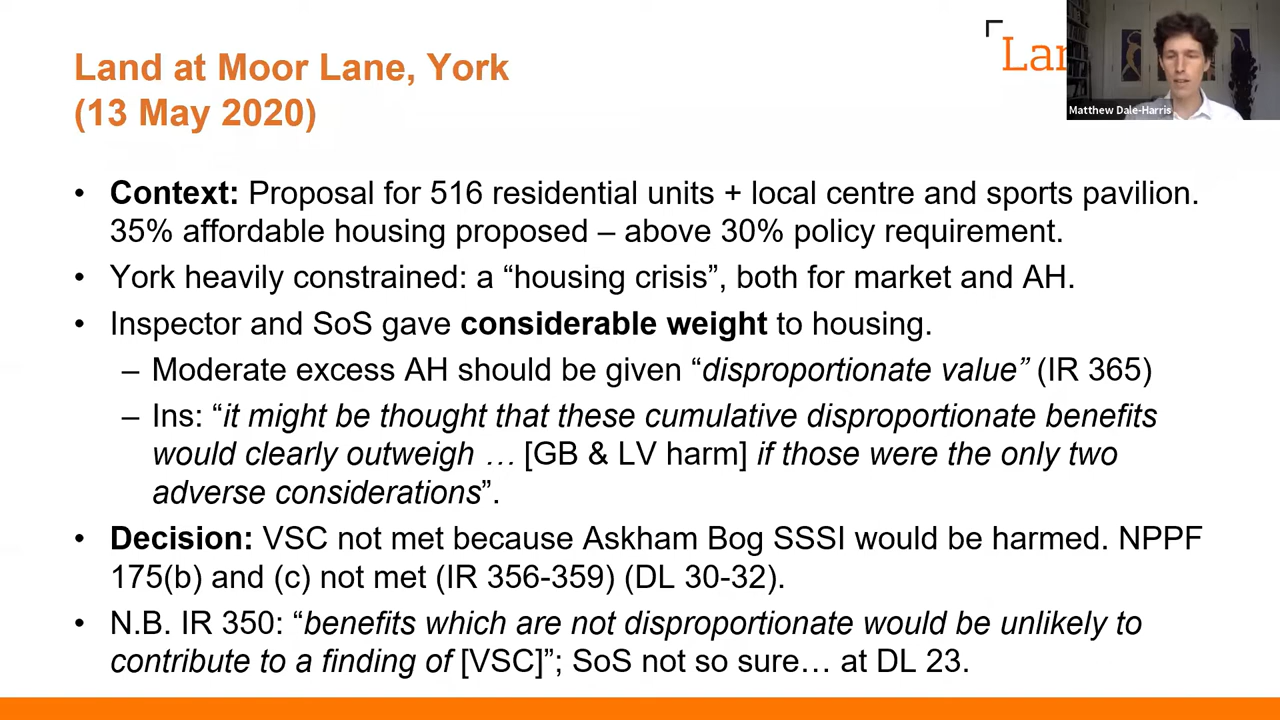 Land at Moor Lane, York
(13 May 2020)
Matthew Dale-Harris
• Context: Proposal for 516 residential units + local centre and sports pavilion.
35% affordable housing proposed – above 30% policy requirement.
• York heavily constrained: a “housing crisis”, both for market and AH.
• Inspector and SoS gave considerable weight to housing.
– Moderate excess AH should be given “disproportionate value” (IR 365)
– Ins: “it might be thought that these cumulative disproportionate benefits
would clearly outweigh … [GB & LV harm] if those were the only two
adverse considerations”.
• Decision: VSC not met because Askham Bog SSSI would be harmed. NPPF
175(b) and (c) not met (IR 356-359) (DL 30-32).
• N.B. IR 350: “benefits which are not disproportionate would be unlikely to
contribute to a finding of [VSC]”; SoS not so sure… at DL 23.